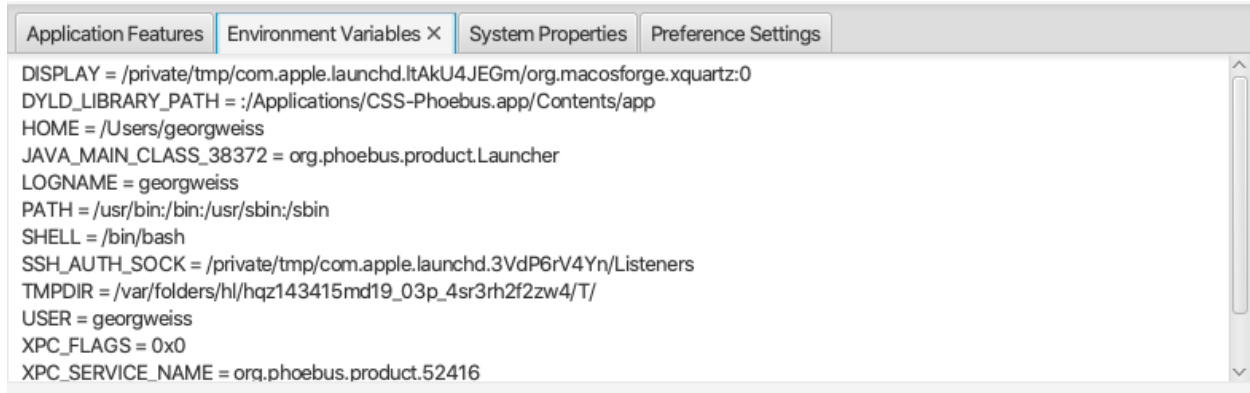 Application Features Environment Variables × System Properties Preference Settings
DISPLAY = /private/tmp/com.apple.launchd.ltAkU4JEGm/org.macosforge.xquartz:0
DYLD_LIBRARY_PATH = :/Applications/CSS-Phoebus.app/Contents/app
HOME = /Users/georgweiss
JAVA_MAIN_CLASS_38372 = org.phoebus.product.Launcher
LOGNAME = georgweiss
PATH = /usr/bin:/bin:/usr/sbin:/sbin
SHELL = /bin/bash
SSH_AUTH_SOCK = /private/tmp/com.apple.launchd.3VdP6rV4Yn/Listeners
TMPDIR = /var/folders/hl/hqz143415md19_03p_4sr3rh2f2zw4/T/
USER = georgweiss
XPC_FLAGS = 0x0
XPC_SERVICE_NAME = org.phoebus.product.52416